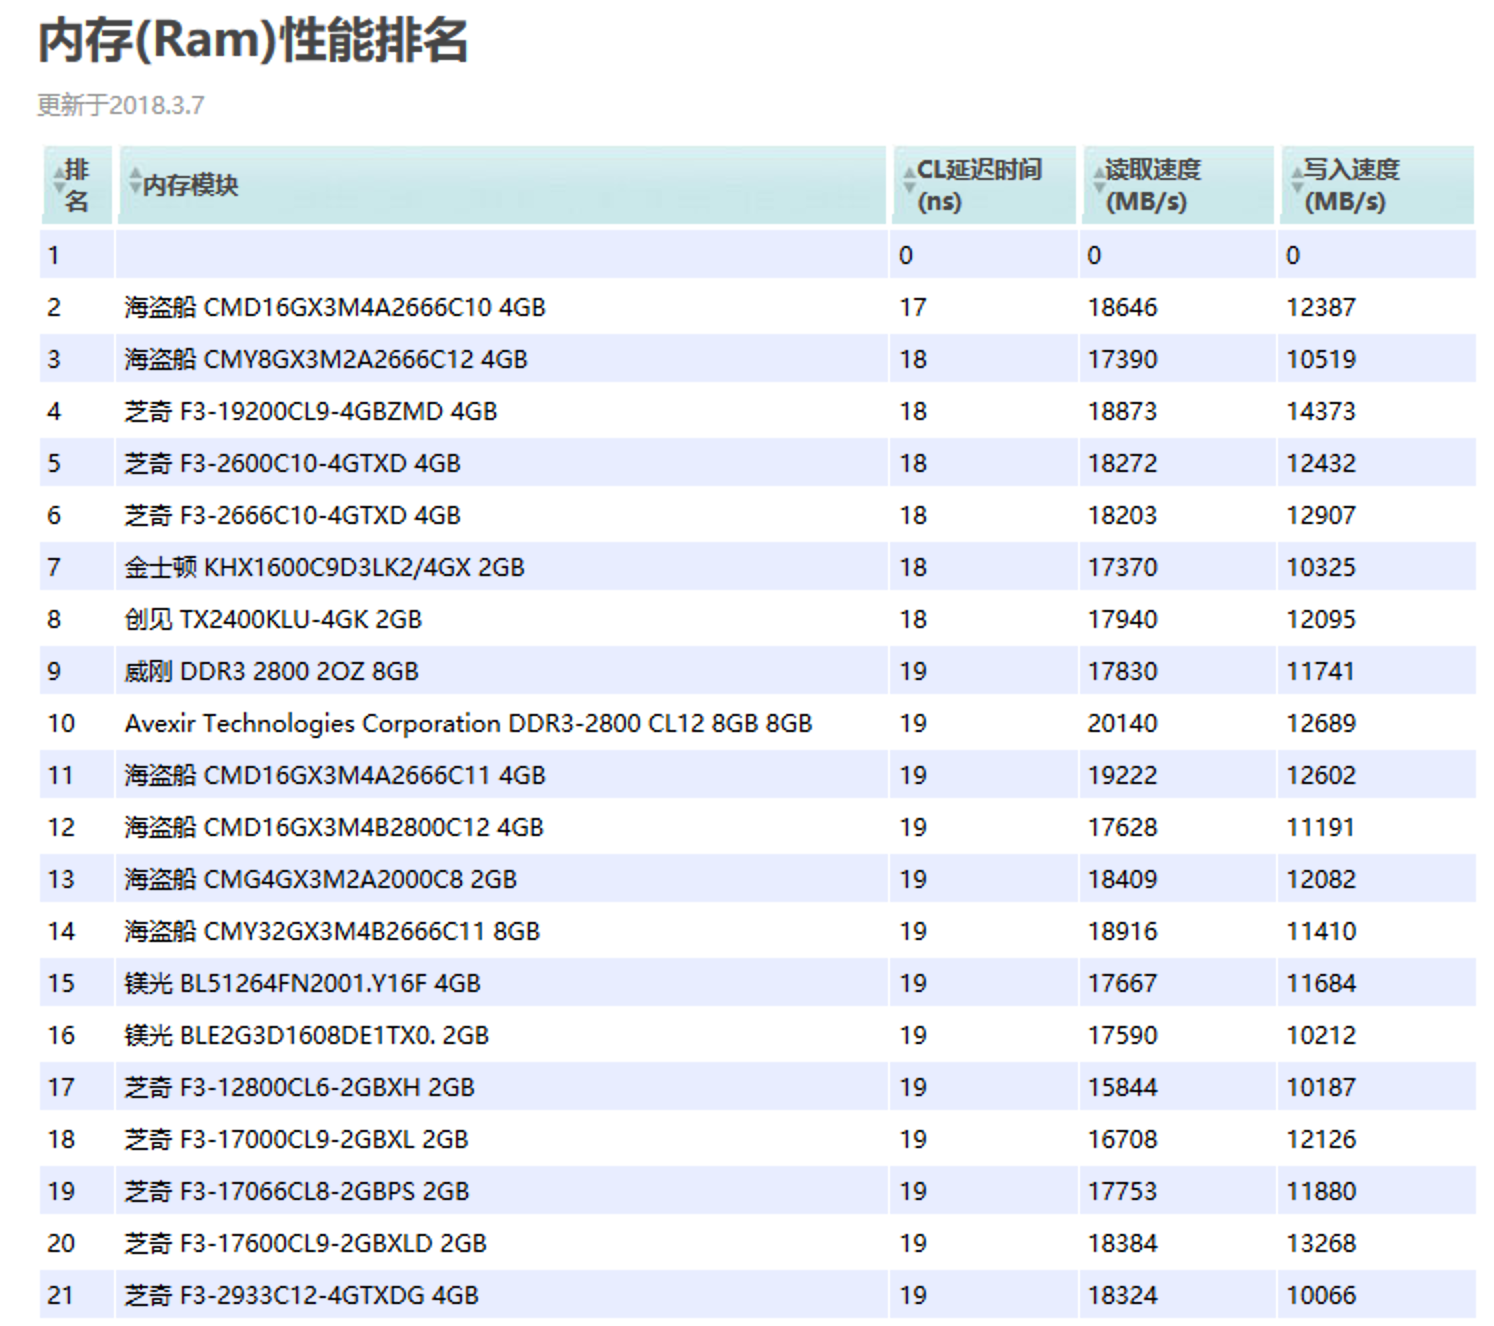 内存(Ram)性能排名
更新于2018.3.7
排名 内存模块 CL延迟时间(ns) 读取速度(MB/s) 写入速度(MB/s)
1 0 0 0
2 海盗船 CMD16GX3M4A2666C10 4GB 17 18646 12387
3 海盗船 CMY8GX3M2A2666C12 4GB 18 17390 10519
4 芝奇 F3-19200CL9-4GBZMD 4GB 18 18873 14373
5 芝奇 F3-2600C10-4GTXD 4GB 18 18272 12432
6 芝奇 F3-2666C10-4GTXD 4GB 18 18203 12907
7 金士顿 KHX1600C9D3LK2/4GX 2GB 18 17370 10325
8 创见 TX2400KLU-4GK 2GB 18 17940 12095
9 威刚 DDR3 2800 2OZ 8GB 19 17830 11741
10 Avexir Technologies Corporation DDR3-2800 CL12 8GB 8GB 19 20140 12689
11 海盗船 CMD16GX3M4A2666C11 4GB 19 19222 12602
12 海盗船 CMD16GX3M4B2800C12 4GB 19 17628 11191
13 海盗船 CMG4GX3M2A2000C8 2GB 19 18409 12082
14 海盗船 CMY32GX3M4B2666C11 8GB 19 18916 11410
15 镁光 BL51264FN2001.Y16F 4GB 19 17667 11684
16 镁光 BLE2G3D1608DE1TX0. 2GB 19 17590 10212
17 芝奇 F3-12800CL6-2GBXH 2GB 19 15844 10187
18 芝奇 F3-17000CL9-2GBXL 2GB 19 16708 12126
19 芝奇 F3-17066CL8-2GBPS 2GB 19 17753 11880
20 芝奇 F3-17600CL9-2GBXLD 2GB 19 18384 13268
21 芝奇 F3-2933C12-4GTXDG 4GB 19 18324 10066